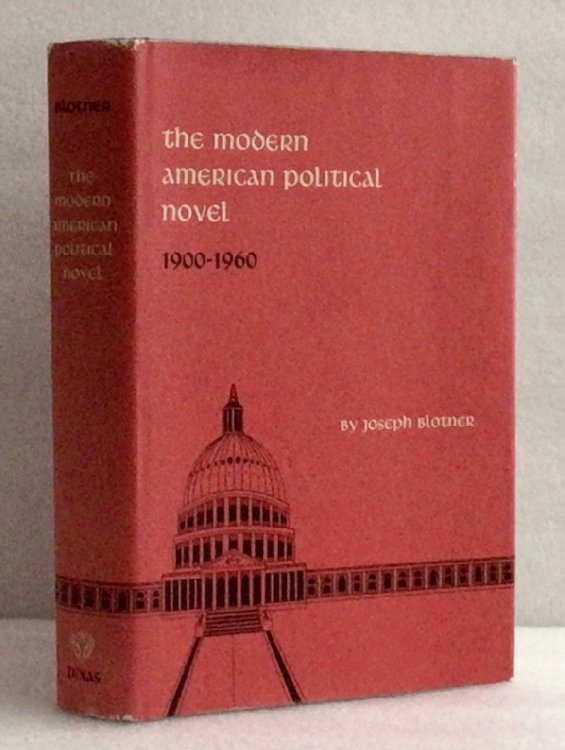 Blotner
the
modern
american
political
novel
TEXAS
the modern
american political
novel
1900-1960
By Joseph Blotner